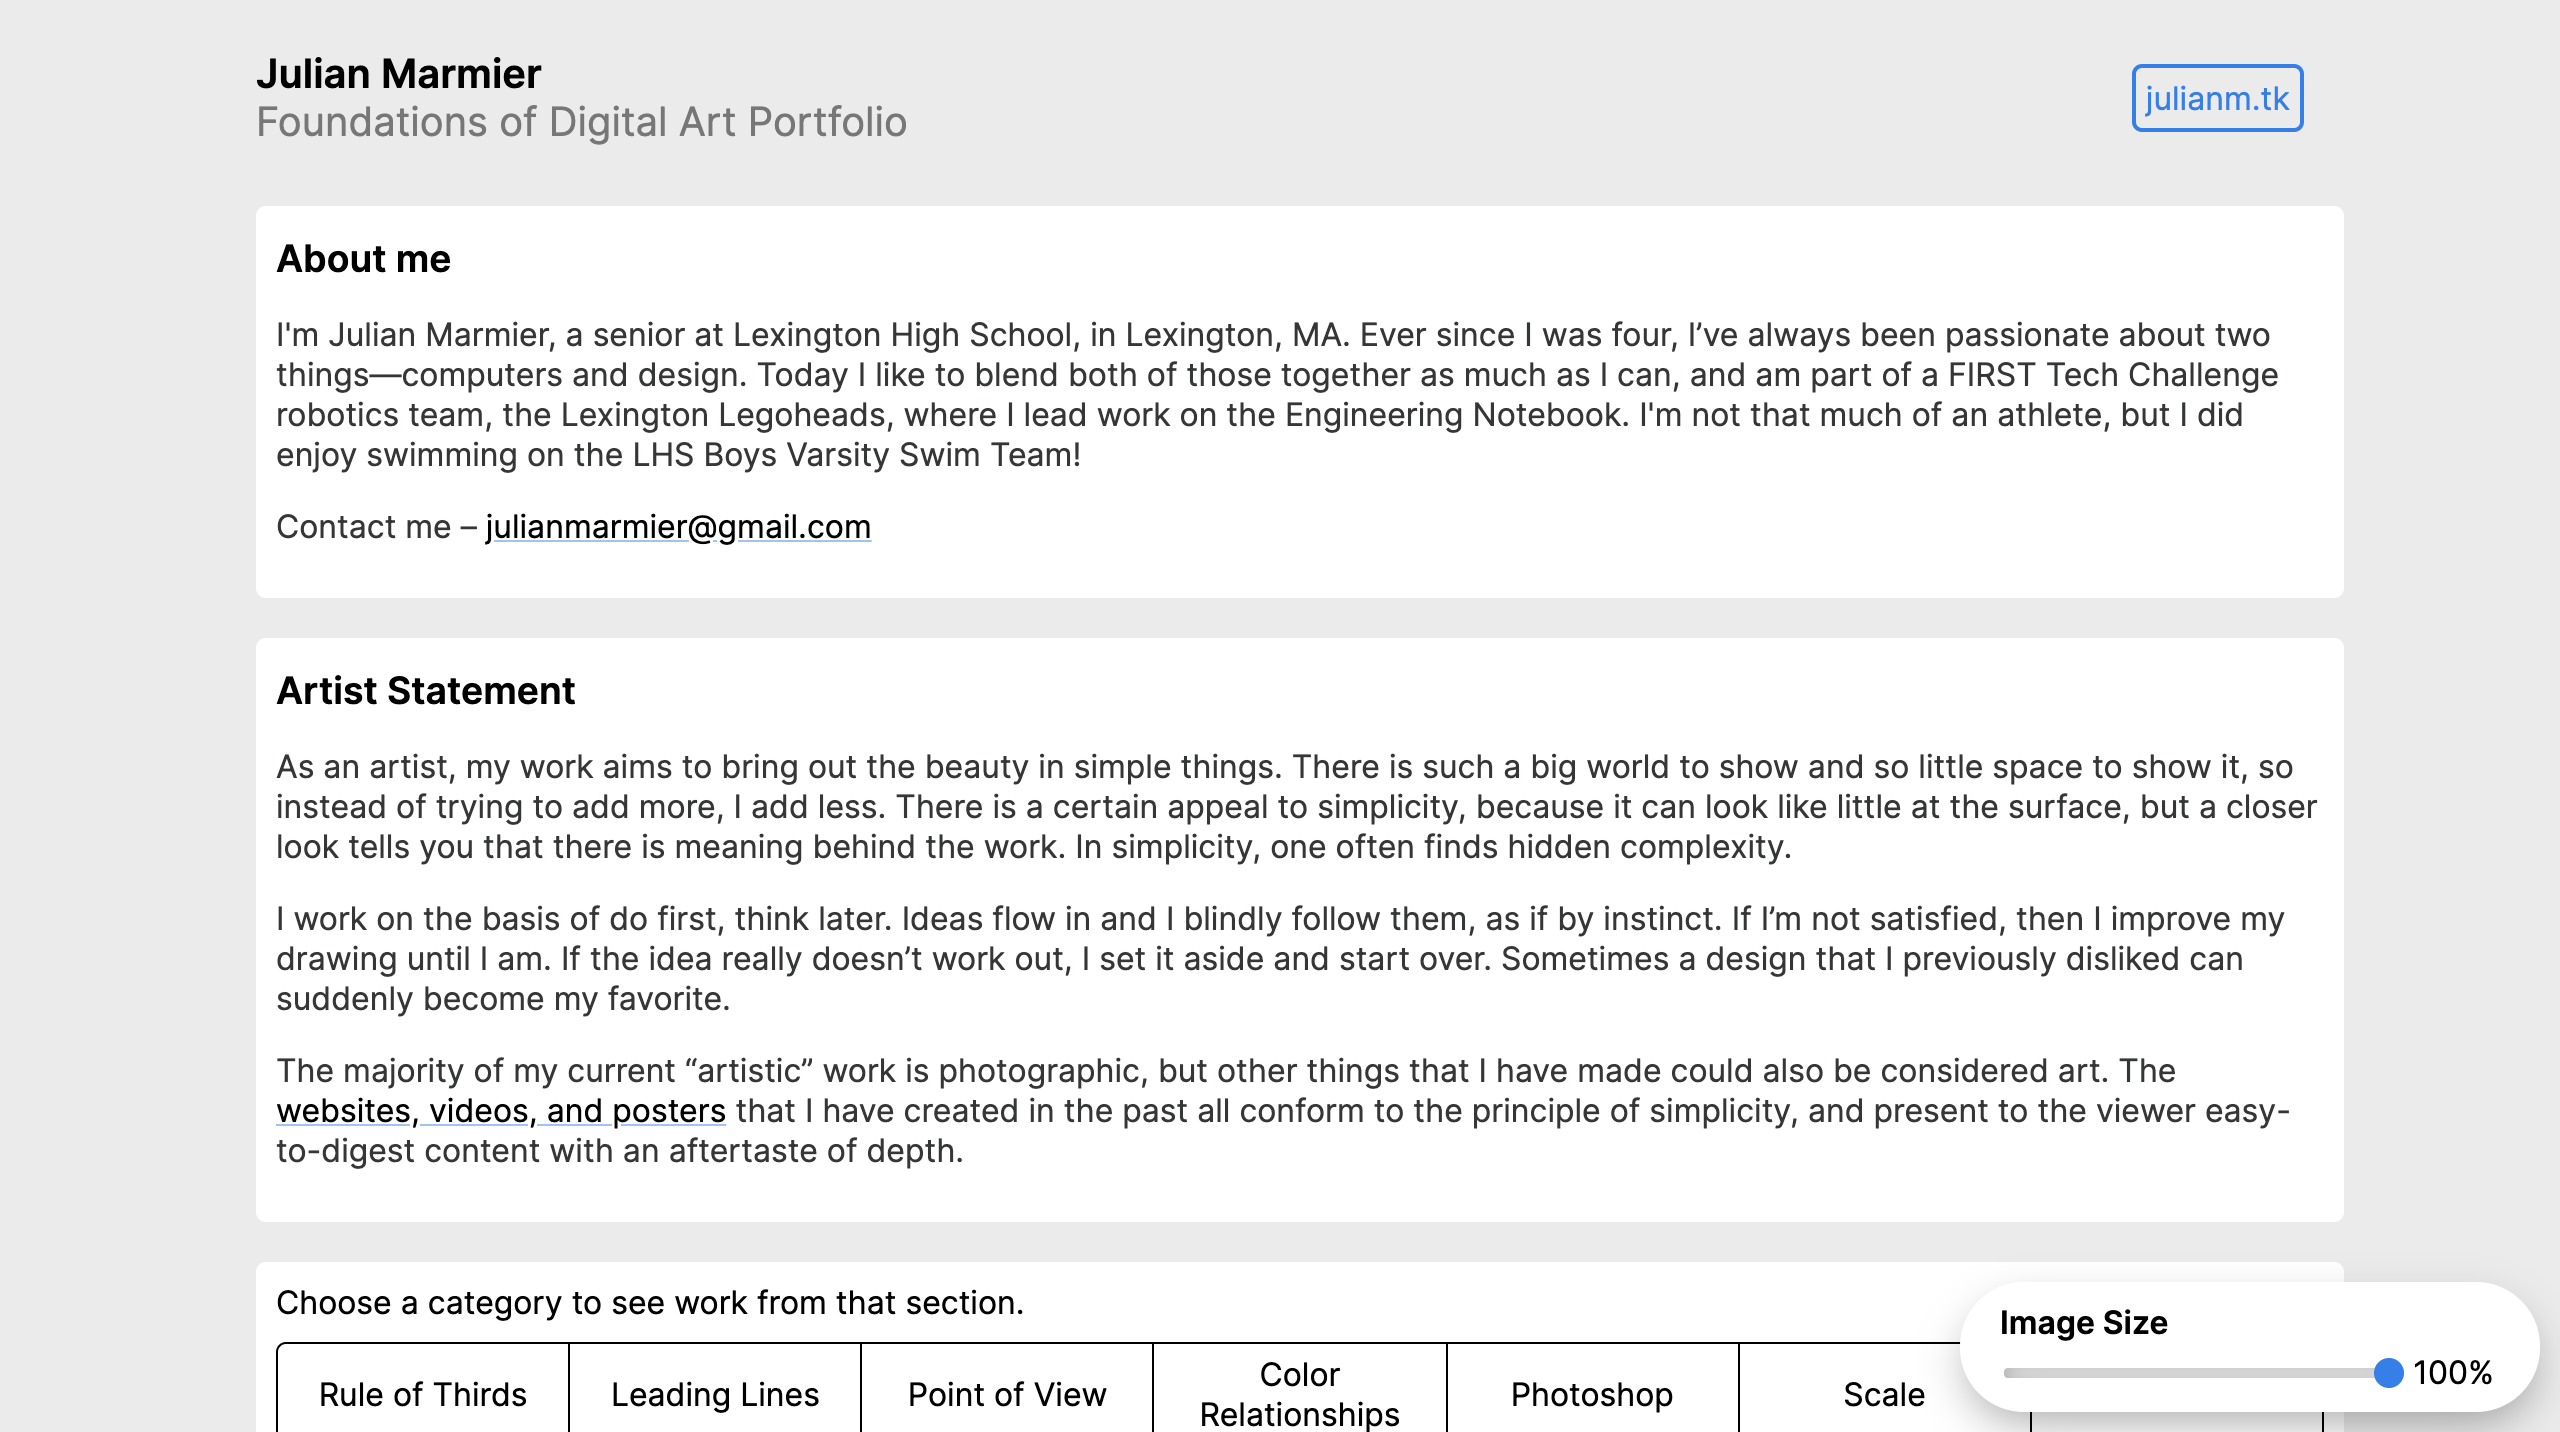 Julian Marmier
Foundations of Digital Art Portfolio
julianm.tk
About me
I'm Julian Marmier, a senior at Lexington High School, in Lexington, MA. Ever since I was four, I’ve always been passionate about two
things—computers and design. Today I like to blend both of those together as much as I can, and am part of a FIRST Tech Challenge
robotics team, the Lexington Legoheads, where I lead work on the Engineering Notebook. I'm not that much of an athlete, but I did
enjoy swimming on the LHS Boys Varsity Swim Team!
Contact me – julianmarmier@gmail.com
Artist Statement
As an artist, my work aims to bring out the beauty in simple things. There is such a big world to show and so little space to show it, so
instead of trying to add more, I add less. There is a certain appeal to simplicity, because it can look like little at the surface, but a closer
look tells you that there is meaning behind the work. In simplicity, one often finds hidden complexity.
I work on the basis of do first, think later. Ideas flow in and I blindly follow them, as if by instinct. If I’m not satisfied, then I improve my
drawing until I am. If the idea really doesn’t work out, I set it aside and start over. Sometimes a design that I previously disliked can
suddenly become my favorite.
The majority of my current “artistic” work is photographic, but other things that I have made could also be considered art. The
websites, videos, and posters that I have created in the past all conform to the principle of simplicity, and present to the viewer easy-
to-digest content with an aftertaste of depth.
Choose a category to see work from that section.
Rule of Thirds
Leading Lines
Point of View
Color
Relationships
Photoshop
Scale
Image Size
100%